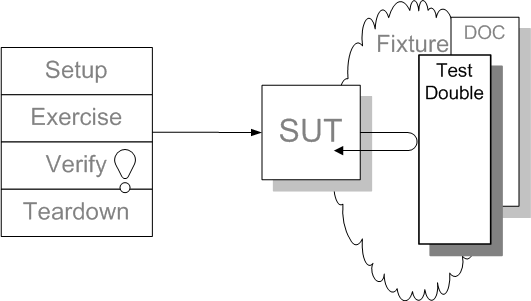 Setup
Exercise
Verify
Teardown
SUT
Fixture
DOC
Test
Double